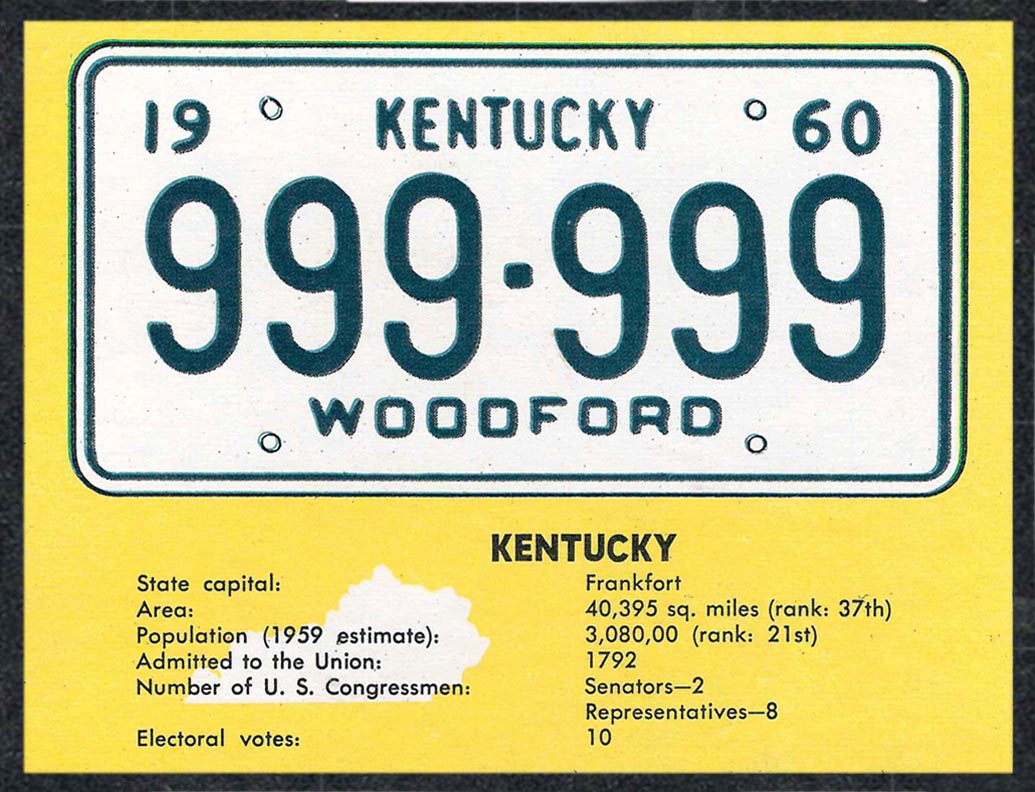 19 KENTUCKY 60
999·999
WOODFORD
KENTUCKY
State capital: Frankfort
Area: 40,395 sq. miles (rank: 37th)
Population (1959 estimate): 3,080,00 (rank: 21st)
Admitted to the Union: 1792
Number of U. S. Congressmen: Senators—2
Representatives—8
Electoral votes: 10